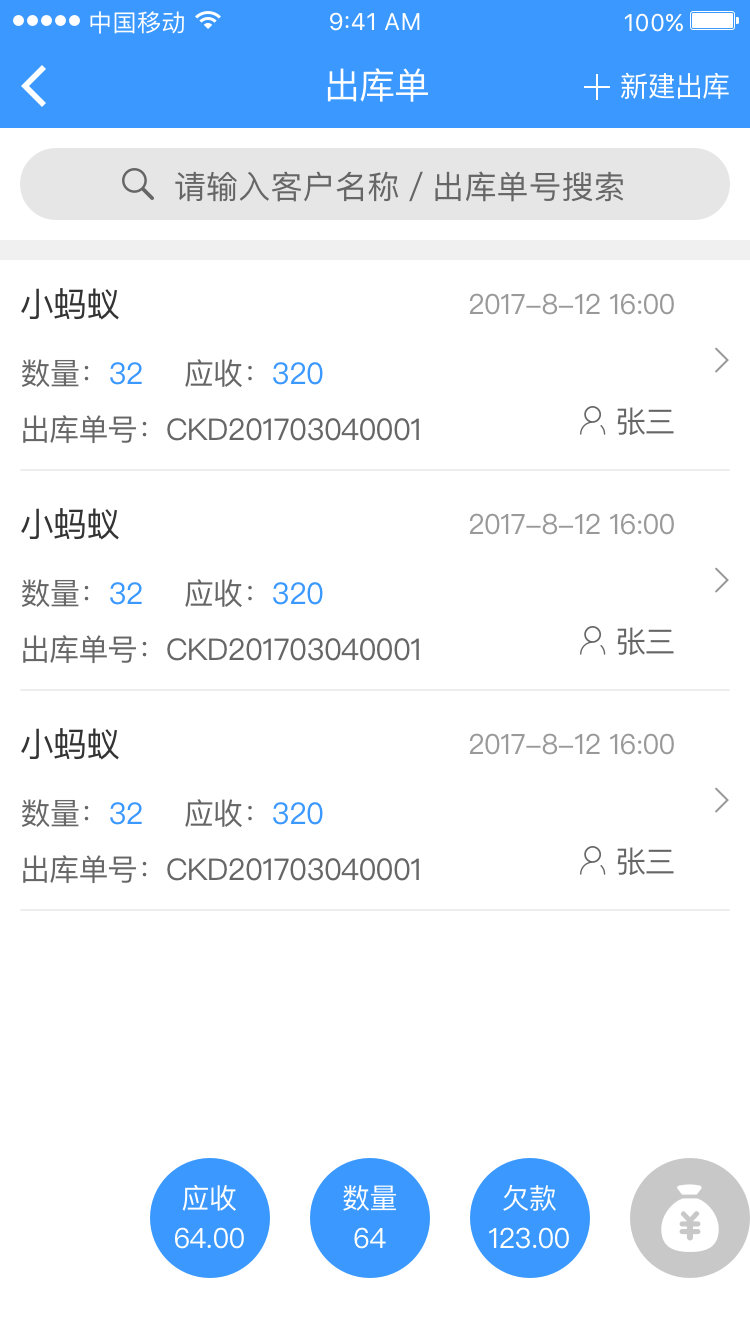 中国移动 9:41 AM 100%
出库单 新建出库
请输入客户名称 / 出库单号搜索
小蚂蚁 2017-8-12 16:00
数量: 32 应收: 320
出库单号: CKD201703040001 张三
小蚂蚁 2017-8-12 16:00
数量: 32 应收: 320
出库单号: CKD201703040001 张三
小蚂蚁 2017-8-12 16:00
数量: 32 应收: 320
出库单号: CKD201703040001 张三
应收 数量 欠款
64.00 64 123.00 ¥